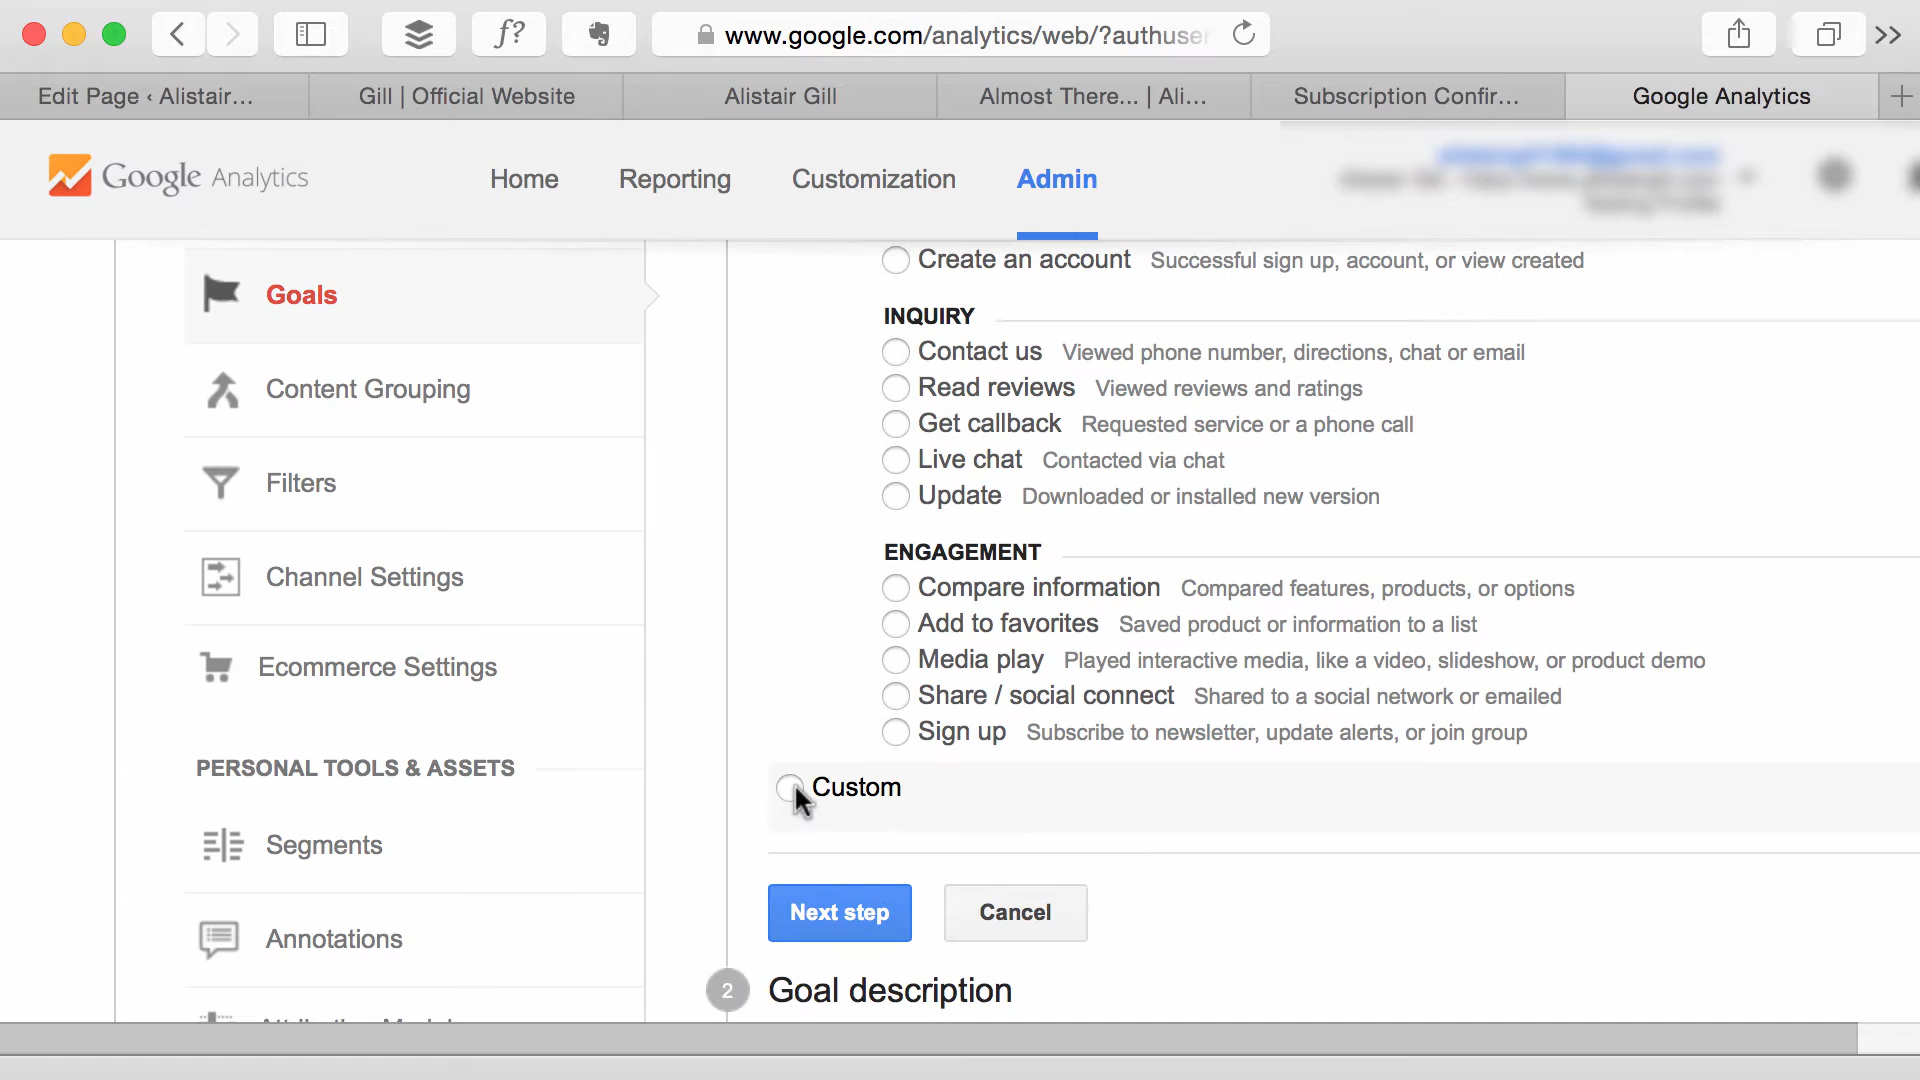 f?
www.google.com/analytics/web/?authuser
Edit Page ‹ Alistair...
Gill | Official Website
Alistair Gill
Almost There... | Ali...
Subscription Confir...
Google Analytics
Google Analytics
Home
Reporting
Customization
Admin
Goals
Content Grouping
Filters
Channel Settings
Ecommerce Settings
PERSONAL TOOLS & ASSETS
Segments
Annotations
Create an account Successful sign up, account, or view created
INQUIRY
Contact us Viewed phone number, directions, chat or email
Read reviews Viewed reviews and ratings
Get callback Requested service or a phone call
Live chat Contacted via chat
Update Downloaded or installed new version
ENGAGEMENT
Compare information Compared features, products, or options
Add to favorites Saved product or information to a list
Media play Played interactive media, like a video, slideshow, or product demo
Share / social connect Shared to a social network or emailed
Sign up Subscribe to newsletter, update alerts, or join group
Custom
Next step
Cancel
2 Goal description